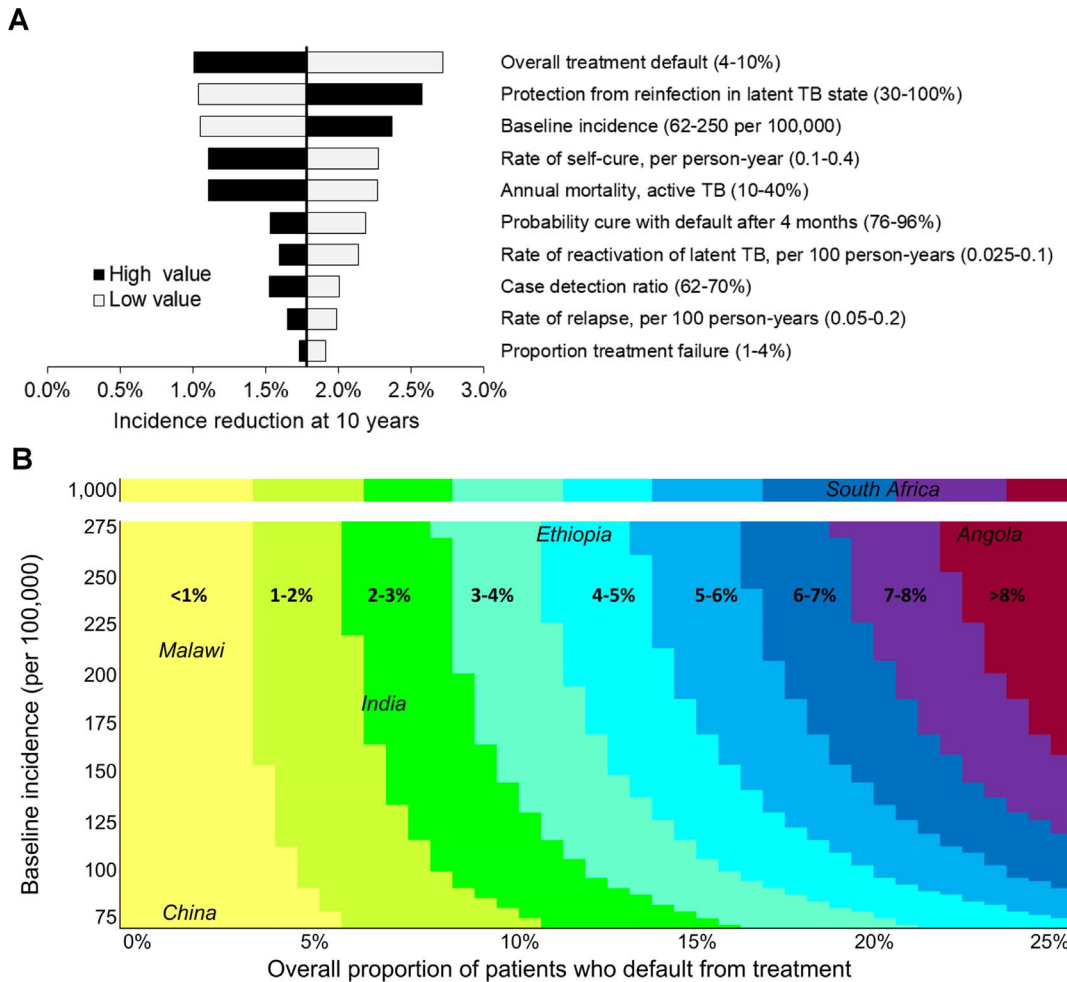 A
Overall treatment default (4-10%)
Protection from reinfection in latent TB state (30-100%)
Baseline incidence (62-250 per 100,000)
Rate of self-cure, per person-year (0.1-0.4)
Annual mortality, active TB (10-40%)
Probability cure with default after 4 months (76-96%)
Rate of reactivation of latent TB, per 100 person-years (0.025-0.1)
Case detection ratio (62-70%)
Rate of relapse, per 100 person-years (0.05-0.2)
Proportion treatment failure (1-4%)
High value
Low value
0.0% 0.5% 1.0% 1.5% 2.0% 2.5% 3.0%
Incidence reduction at 10 years
B
Baseline incidence (per 100,000)
1,000
South Africa
275
Ethiopia
Angola
250
<1% 1-2% 2-3% 3-4% 4-5% 5-6% 6-7% 7-8% >8%
225
Malawi
200
India
175
150
125
100
75
China
0% 5% 10% 15% 20% 25%
Overall proportion of patients who default from treatment